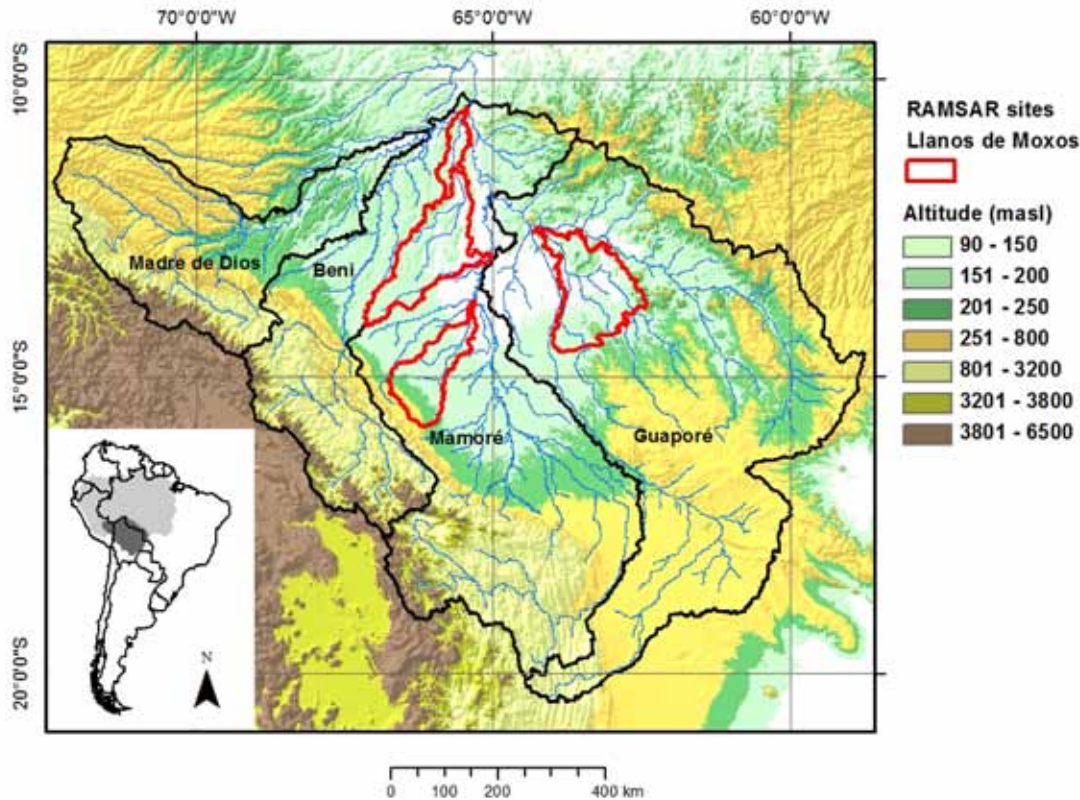 70°0'0"W 65°0'0"W 60°0'0"W
10°0'0"S
15°0'0"S
20°0'0"S
Madre de Dios
Beni
Mamoré
Guaporé
N
0 100 200 400 km
RAMSAR sites
Llanos de Moxos
Altitude (masl)
90 - 150
151 - 200
201 - 250
251 - 800
801 - 3200
3201 - 3800
3801 - 6500